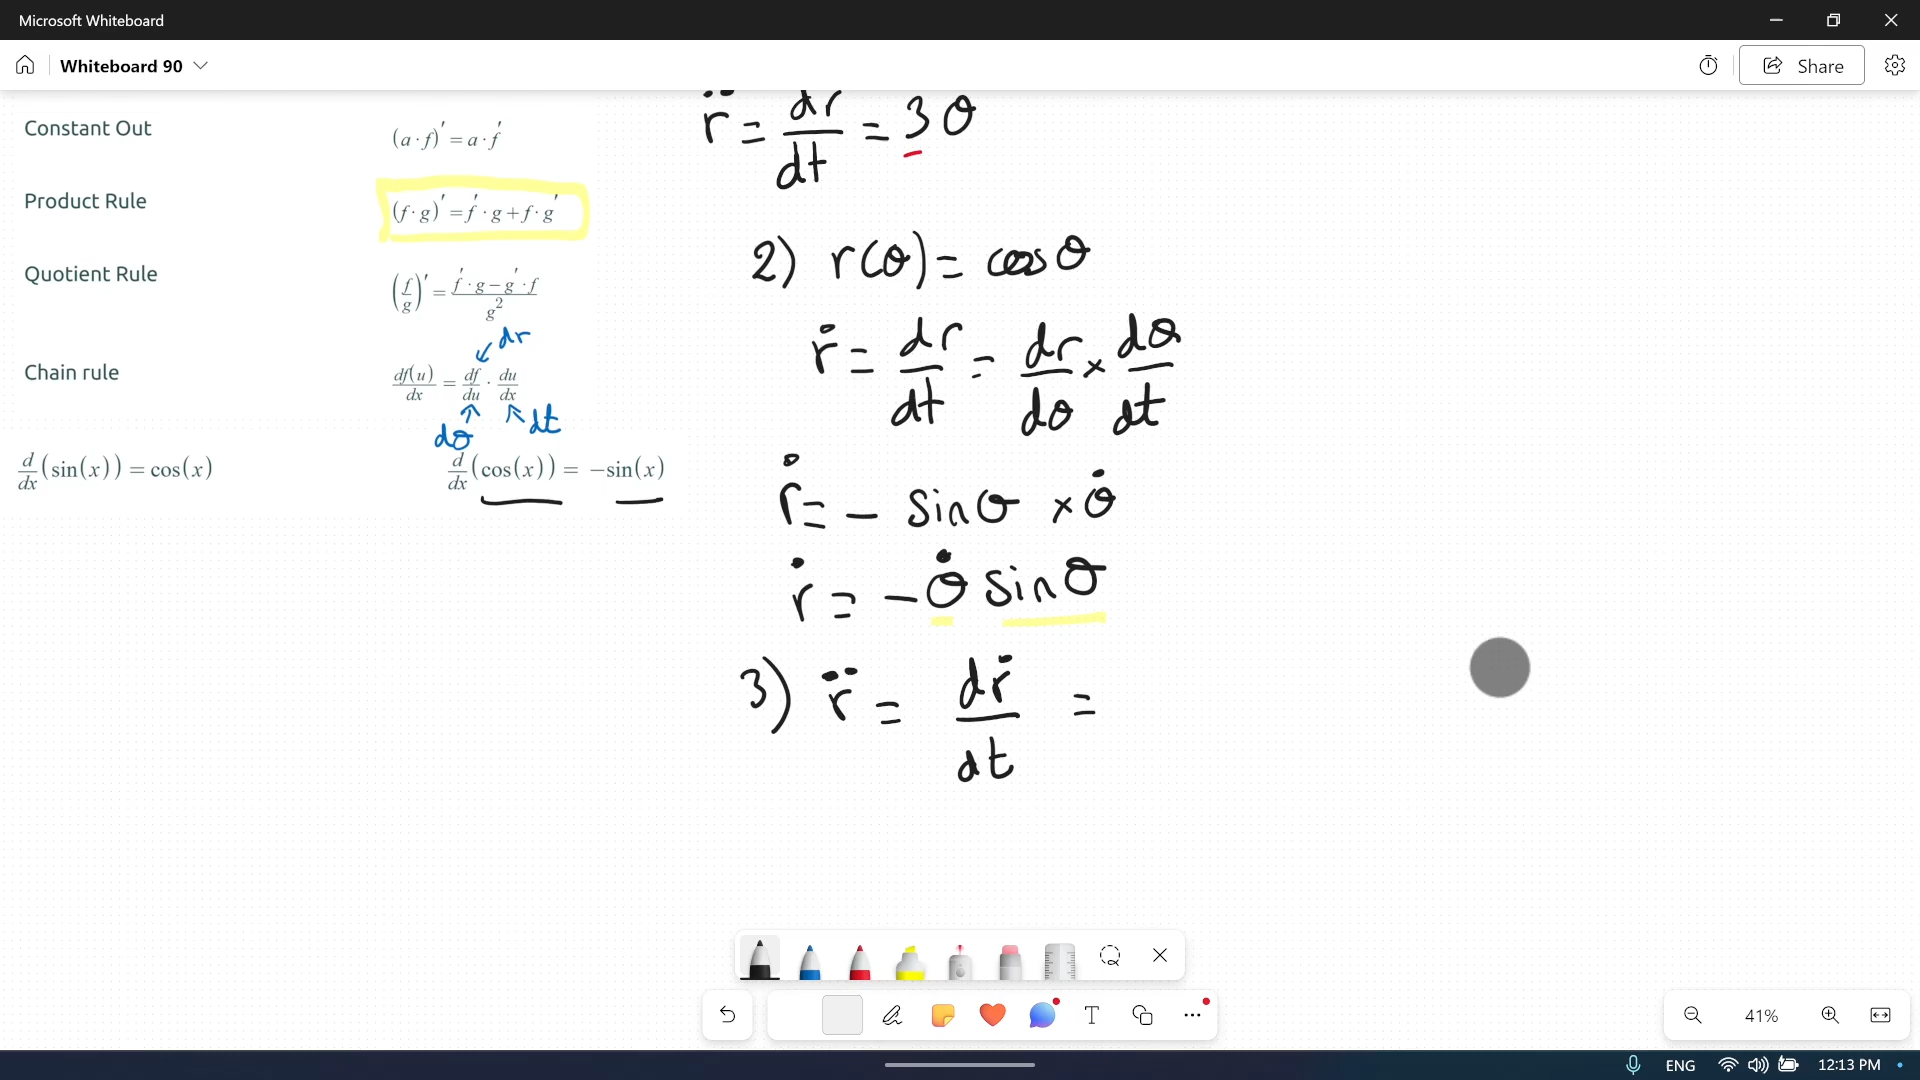 Microsoft Whiteboard
Whiteboard 90
Share
Constant Out (a·f)' = a·f'
Product Rule (f·g)' = f'·g + f·g'
Quotient Rule (f/g)' = (f'·g − g'·f)/g²
dr
Chain rule df(u)/dx = df/du · du/dx
dθ dt
d/dx (sin(x)) = cos(x) d/dx (cos(x)) = −sin(x)
r̈ = dr/dt = 3θ
2) r(θ) = cosθ
ṙ = dr/dt = dr/dθ × dθ/dt
ṙ = − sinθ × θ̇
ṙ = −θ̇ sinθ
3) r̈ = dṙ/dt =
T
41%
ENG 12:13 PM